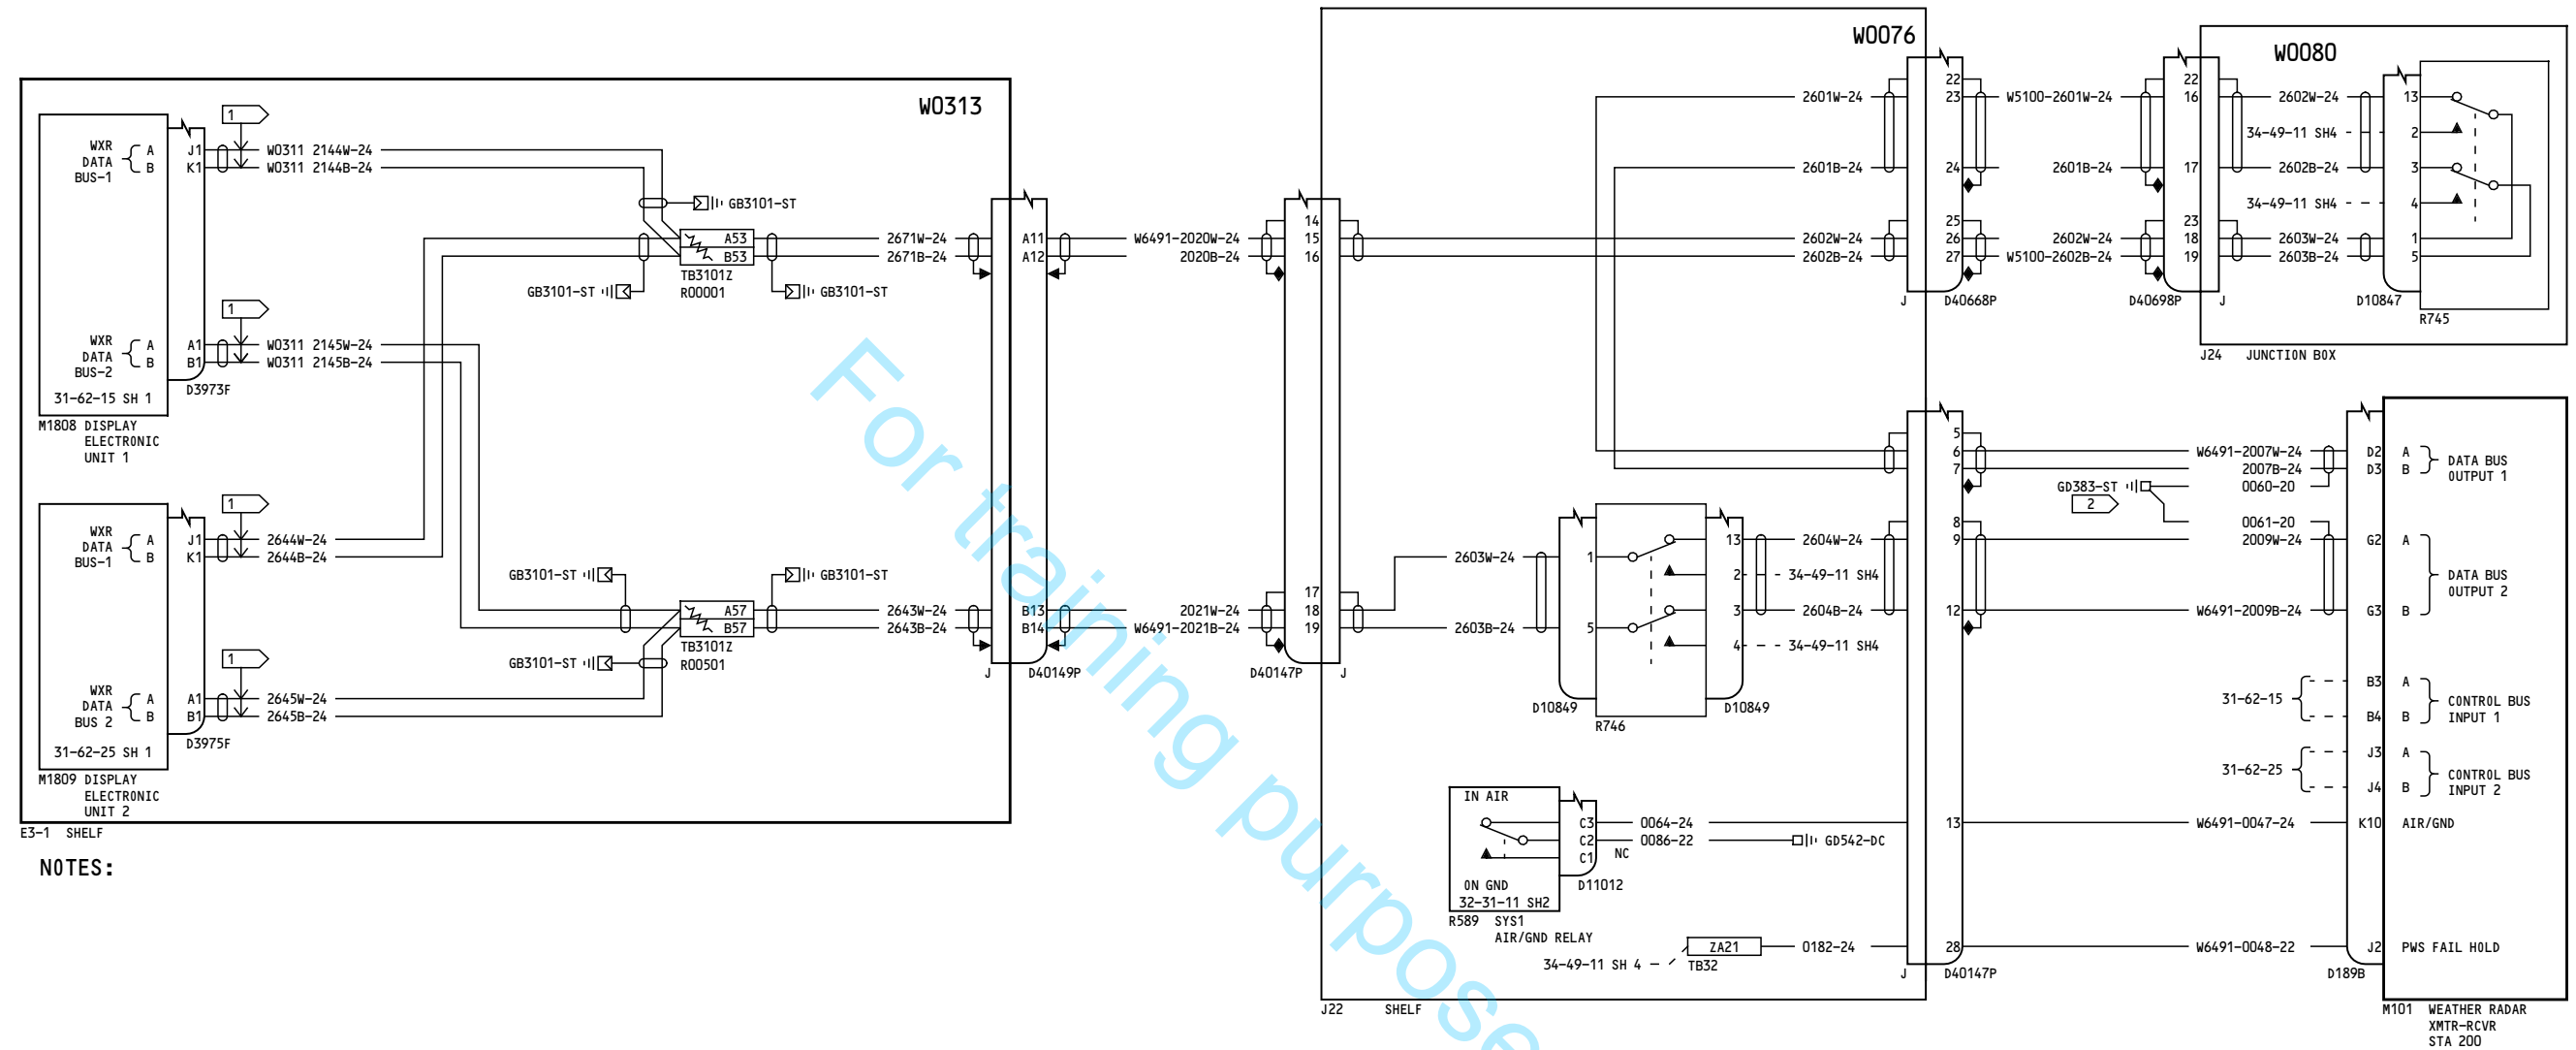 W0313
1
WXR
DATA
BUS-1
A
B
J1
K1
W0311 2144W-24
W0311 2144B-24
GB3101-ST
A53
B53
TB3101Z
R00001
GB3101-ST
GB3101-ST
2671W-24
2671B-24
A11
A12
1
WXR
DATA
BUS-2
A
B
A1
B1
W0311 2145W-24
W0311 2145B-24
D3973F
31-62-15 SH 1
M1808 DISPLAY
ELECTRONIC
UNIT 1
1
WXR
DATA
BUS-1
A
B
J1
K1
2644W-24
2644B-24
GB3101-ST
GB3101-ST
A57
B57
TB3101Z
R00501
GB3101-ST
2643W-24
2643B-24
B13
B14
J
D40149P
1
WXR
DATA
BUS 2
A
B
A1
B1
2645W-24
2645B-24
D3975F
31-62-25 SH 1
M1809 DISPLAY
ELECTRONIC
UNIT 2
E3-1 SHELF
NOTES:
W6491-2020W-24
2020B-24
14
15
16
2021W-24
W6491-2021B-24
17
18
19
D40147P
J
W0076
2601W-24
2601B-24
2602W-24
2602B-24
22
23
24
25
26
27
J
D40668P
W5100-2601W-24
2601B-24
2602W-24
W5100-2602B-24
22
16
17
23
18
19
D40698P
J
W0080
2602W-24
34-49-11 SH4
2602B-24
34-49-11 SH4
2603W-24
2603B-24
13
2
3
4
1
5
D10847
R745
J24 JUNCTION BOX
2603W-24
2603B-24
1
5
D10849
R746
13
2
3
4
D10849
2604W-24
34-49-11 SH4
2604B-24
34-49-11 SH4
5
6
7
8
9
12
13
28
J
D40147P
IN AIR
ON GND
32-31-11 SH2
C3
C2
C1
D11012
0064-24
0086-22
NC
GD542-DC
R589 SYS1
AIR/GND RELAY
34-49-11 SH 4
ZA21
TB32
0182-24
J22 SHELF
W6491-2007W-24
2007B-24
0060-20
GD383-ST
2
0061-20
2009W-24
W6491-2009B-24
31-62-15
31-62-25
W6491-0047-24
W6491-0048-22
D2
D3
G2
G3
B3
B4
J3
J4
K10
J2
D189B
A
B
DATA BUS
OUTPUT 1
A
B
DATA BUS
OUTPUT 2
A
B
CONTROL BUS
INPUT 1
A
B
CONTROL BUS
INPUT 2
AIR/GND
PWS FAIL HOLD
M101 WEATHER RADAR
XMTR-RCVR
STA 200
For training purpose